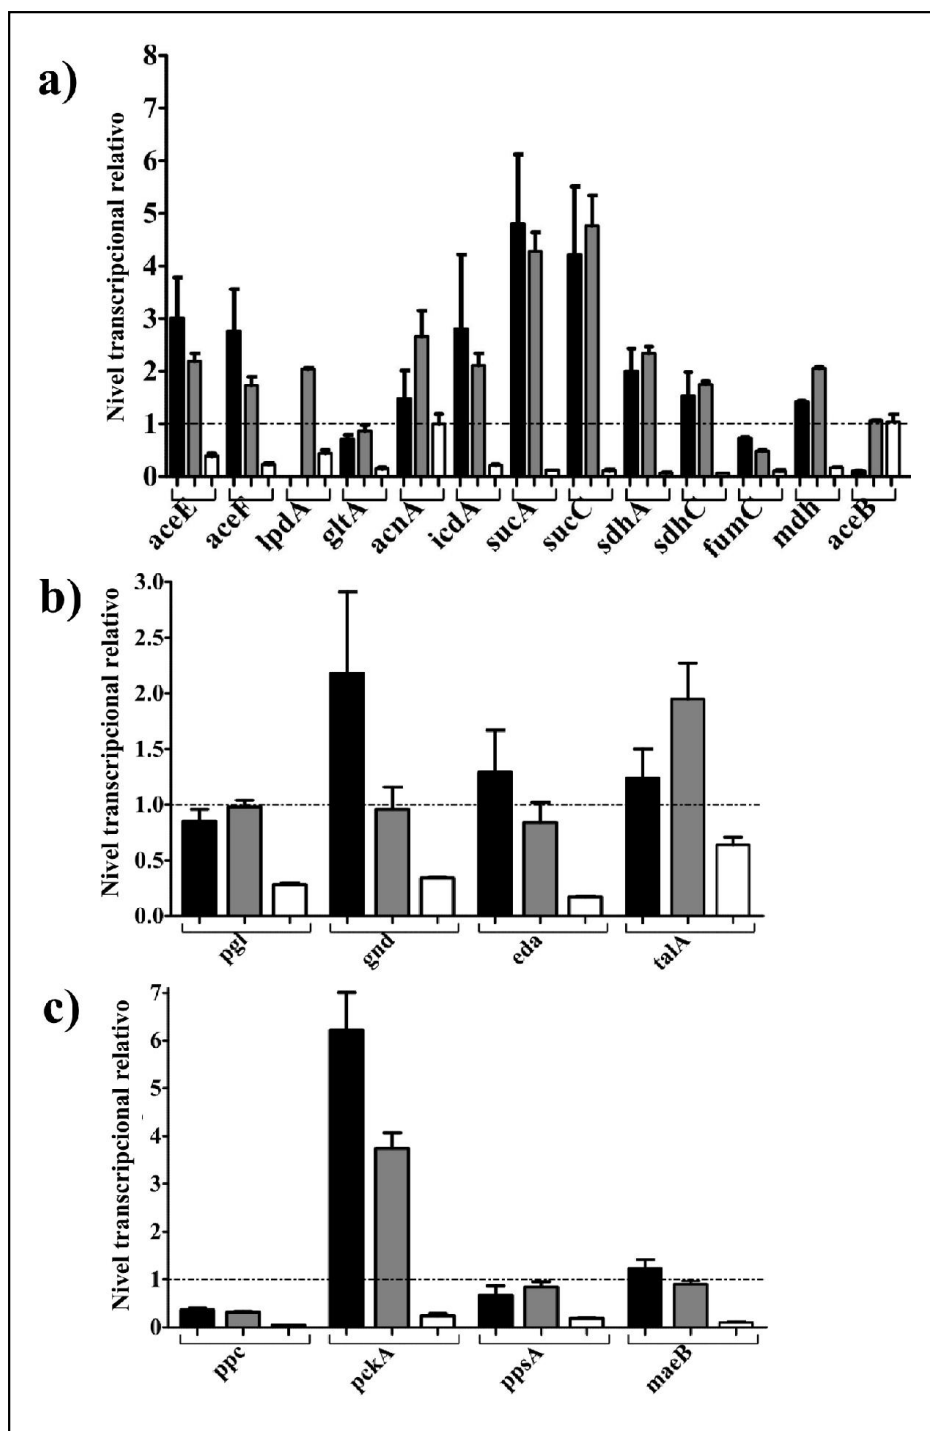 a)
Nivel transcripcional relativo
8
7
6
5
4
3
2
1
0
aceE aceF lpdA gltA acnA icdA sucA sucC sdhA sdhC fumC mdh aceB
b)
Nivel transcripcional relativo
3.0
2.5
2.0
1.5
1.0
0.5
0.0
pgl gnd eda talA
c)
Nivel transcripcional relativo
7
6
5
4
3
2
1
0
ppc pckA ppsA maeB